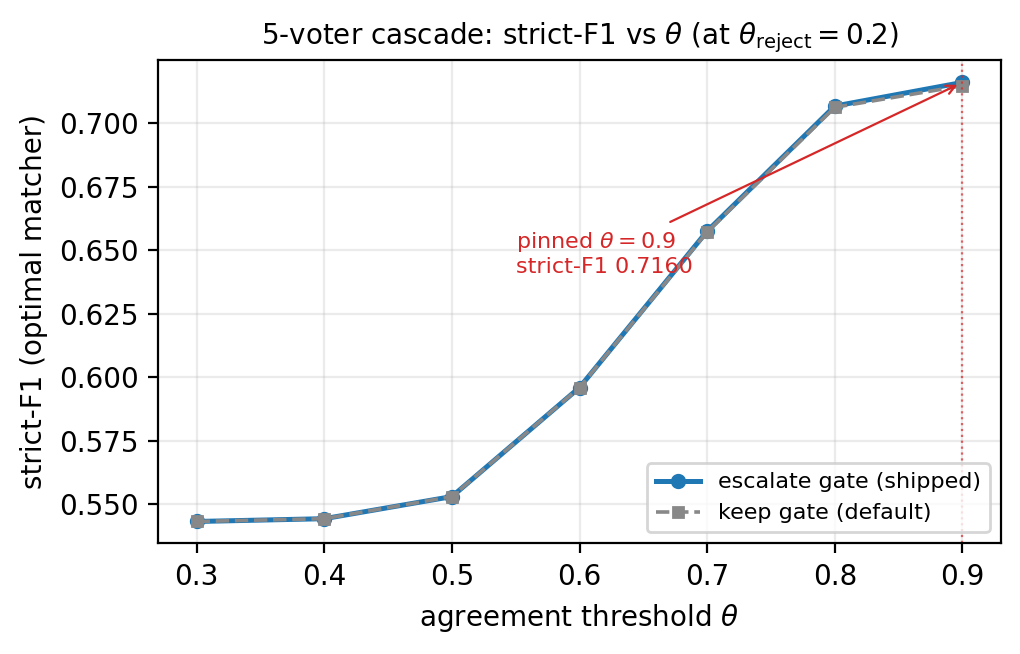 5-voter cascade: strict-F1 vs θ (at θreject = 0.2)
strict-F1 (optimal matcher)
0.700
0.675
0.650
0.625
0.600
0.575
0.550
pinned θ = 0.9
strict-F1 0.7160
escalate gate (shipped)
keep gate (default)
0.3 0.4 0.5 0.6 0.7 0.8 0.9
agreement threshold θ